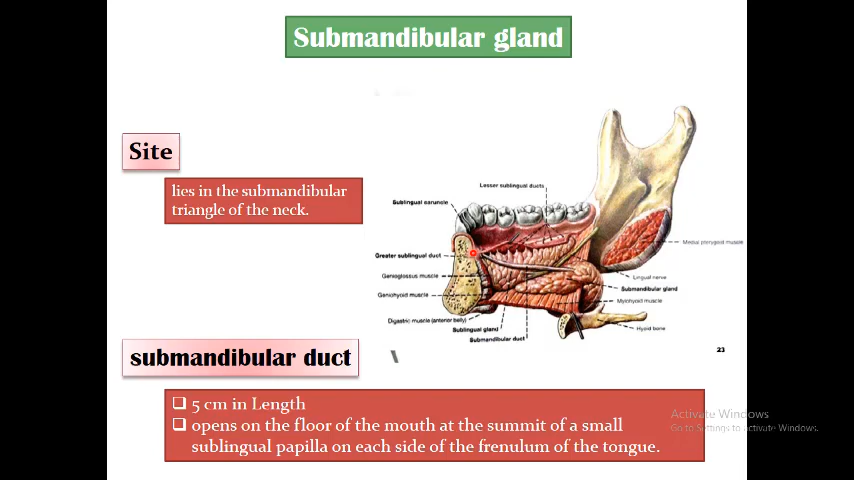 Submandibular gland
Site
lies in the submandibular
triangle of the neck.
Lesser sublingual ducts
Sublingual caruncle
Greater sublingual duct
Genioglossus muscle
Geniohyoid muscle
Digastric muscle (anterior belly)
Sublingual gland
Submandibular duct
Medial pterygoid muscle
Lingual nerve
Submandibular gland
Mylohyoid muscle
Hyoid bone
23
submandibular duct
❑ 5 cm in Length
❑ opens on the floor of the mouth at the summit of a small
sublingual papilla on each side of the frenulum of the tongue.
Activate Windows
Go to Settings to activate Windows.